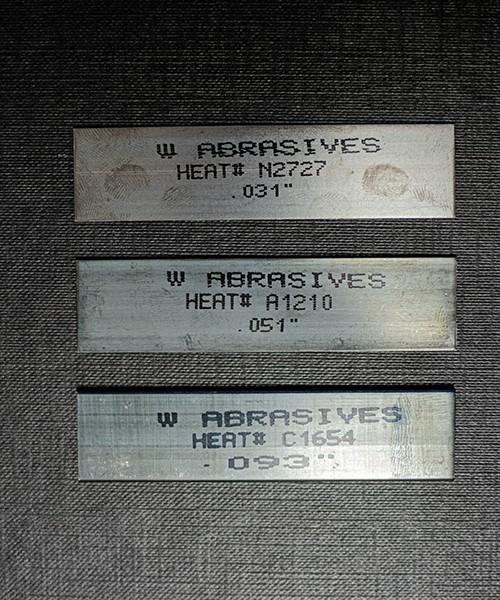 W ABRASIVES
HEAT# N2727
.031"
W ABRASIVES
HEAT# A1210
.051"
W ABRASIVES
HEAT# C1654
.093"